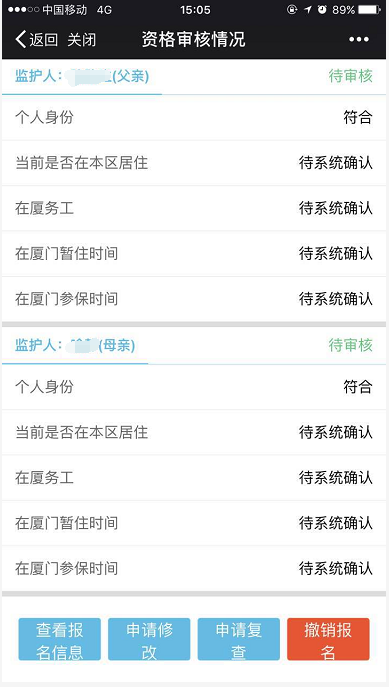 中国移动 4G 15:05 89%
返回 关闭 资格审核情况
监护人： (父亲) 待审核
个人身份 符合
当前是否在本区居住 待系统确认
在厦务工 待系统确认
在厦门暂住时间 待系统确认
在厦门参保时间 待系统确认
监护人： (母亲) 待审核
个人身份 符合
当前是否在本区居住 待系统确认
在厦务工 待系统确认
在厦门暂住时间 待系统确认
在厦门参保时间 待系统确认
查看报名信息
申请修改
申请复查
撤销报名